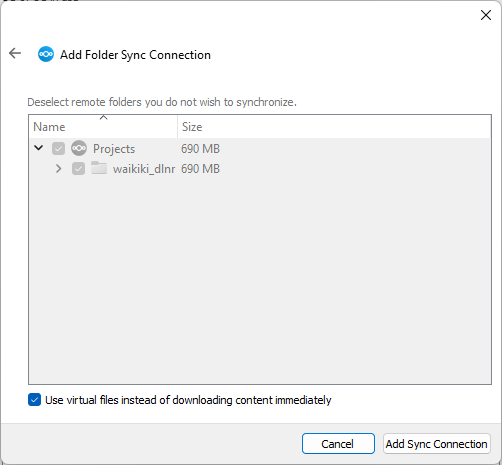 Add Folder Sync Connection
Deselect remote folders you do not wish to synchronize.
Name Size
Projects 690 MB
waikiki_dlnr 690 MB
Use virtual files instead of downloading content immediately
Cancel Add Sync Connection